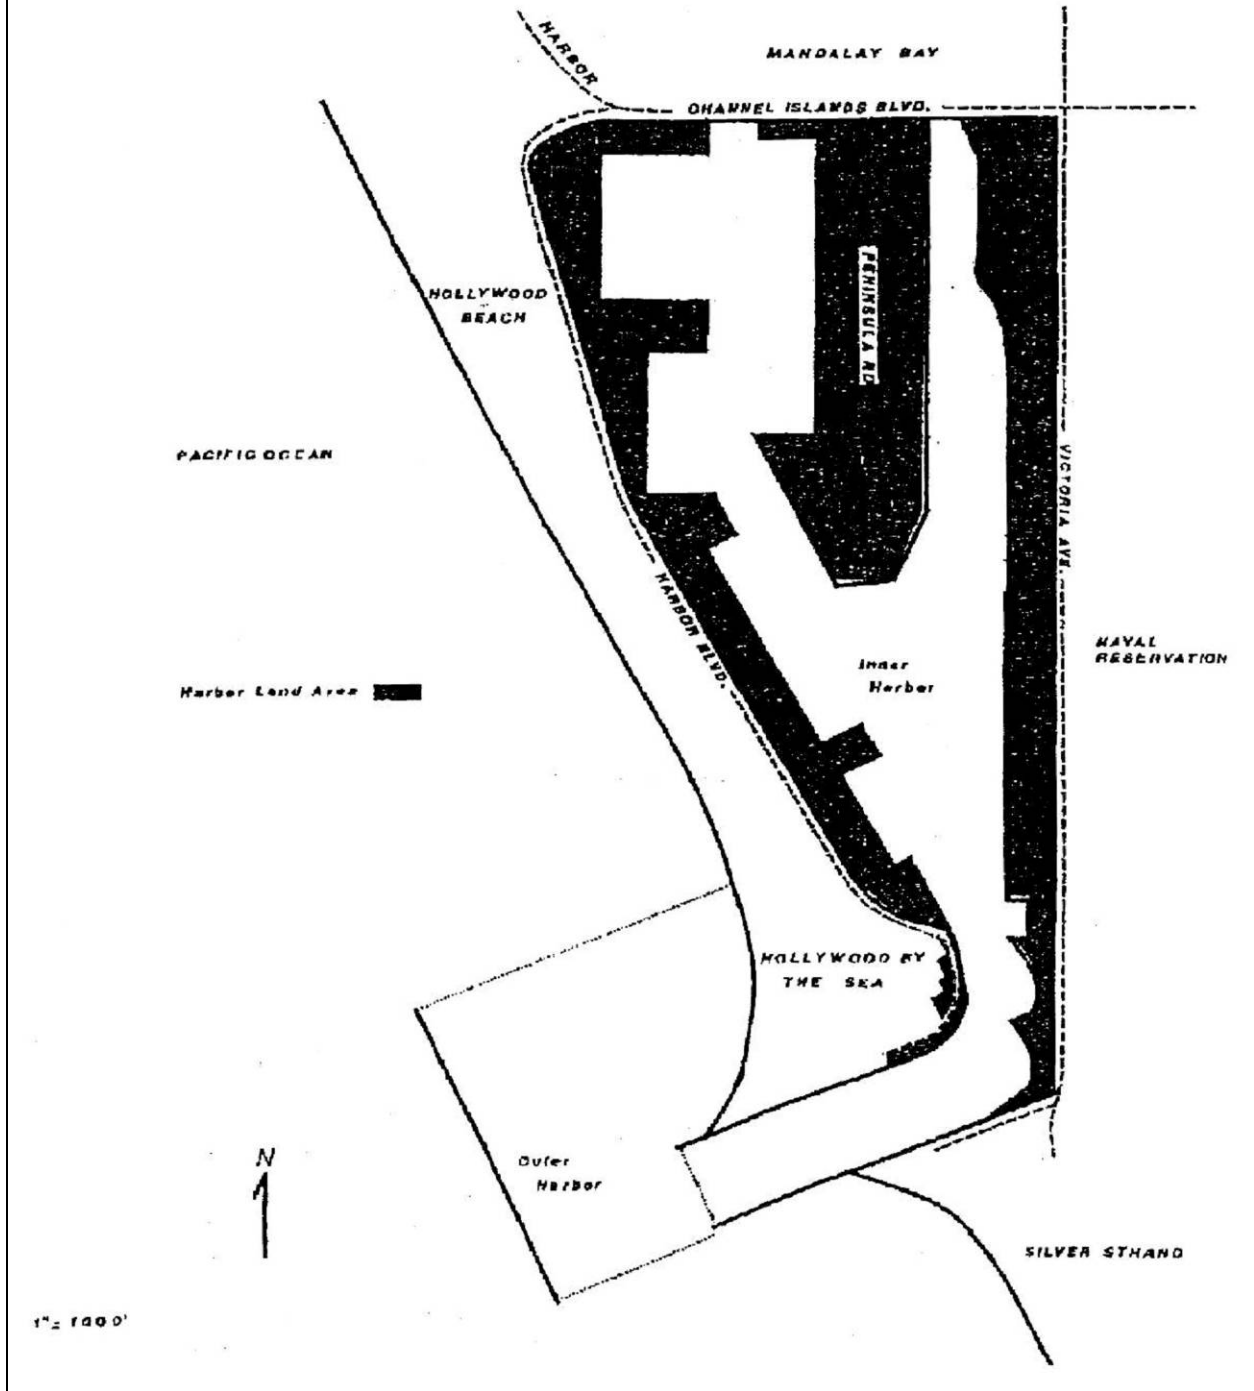 HARBOR
MANDALAY BAY
CHANNEL ISLANDS BLVD.
PENINSULA RD
HOLLYWOOD
BEACH
PACIFIC OCEAN
VICTORIA AVE.
HARBOR BLVD.
NAVAL
RESERVATION
Inner
Harbor
Harbor Land Area
HOLLYWOOD BY
THE SEA
N
Outer
Harbor
SILVER STRAND
1"= 1000'